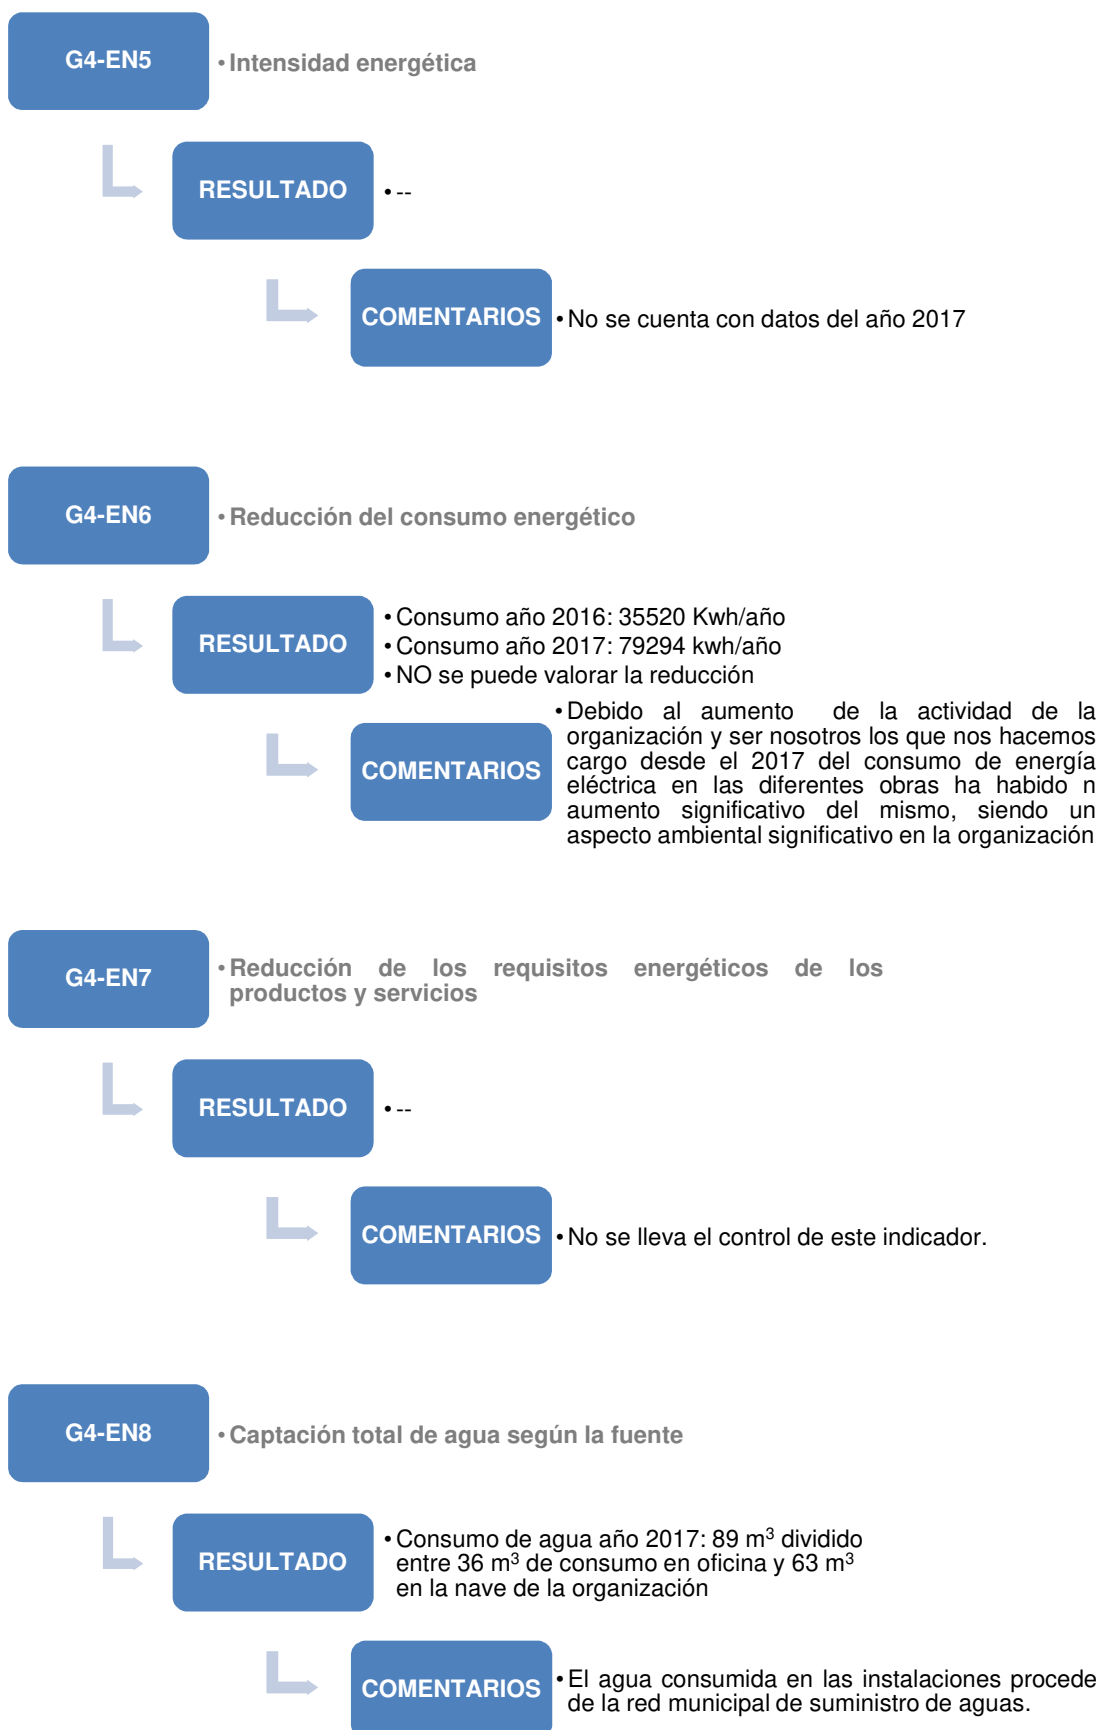 G4-EN5
• Intensidad energética
RESULTADO
• --
COMENTARIOS
• No se cuenta con datos del año 2017
G4-EN6
• Reducción del consumo energético
RESULTADO
• Consumo año 2016: 35520 Kwh/año
• Consumo año 2017: 79294 kwh/año
• NO se puede valorar la reducción
COMENTARIOS
• Debido al aumento de la actividad de la
organización y ser nosotros los que nos hacemos
cargo desde el 2017 del consumo de energía
eléctrica en las diferentes obras ha habido n
aumento significativo del mismo, siendo un
aspecto ambiental significativo en la organización
G4-EN7
• Reducción de los requisitos energéticos de los
productos y servicios
RESULTADO
• --
COMENTARIOS
• No se lleva el control de este indicador.
G4-EN8
• Captación total de agua según la fuente
RESULTADO
• Consumo de agua año 2017: 89 m³ dividido
entre 36 m³ de consumo en oficina y 63 m³
en la nave de la organización
COMENTARIOS
• El agua consumida en las instalaciones procede
de la red municipal de suministro de aguas.